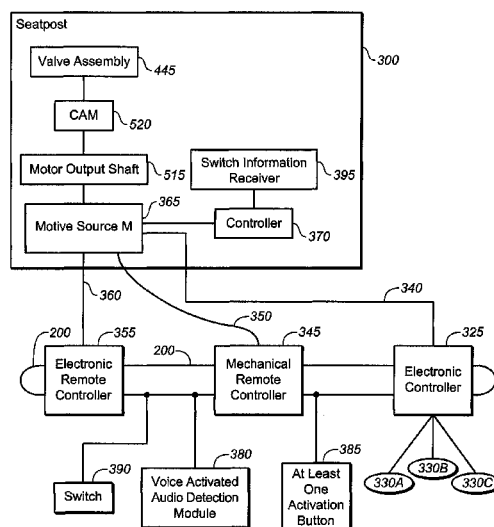 Seatpost
300
Valve Assembly
445
CAM
520
Motor Output Shaft
515
Switch Information
Receiver
395
Motive Source M
365
Controller
370
360
350
340
200
355
Electronic
Remote
Controller
200
345
Mechanical
Remote
Controller
325
Electronic
Controller
390
Switch
380
Voice Activated
Audio Detection
Module
385
At Least
One
Activation
Button
330A
330B
330C